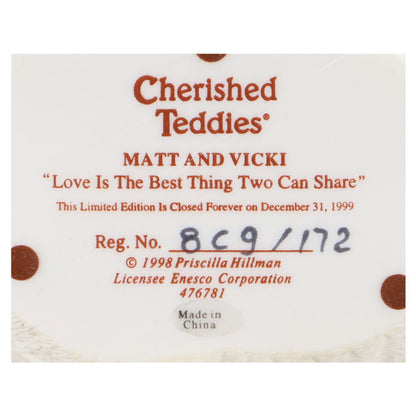 Cherished
Teddies®
MATT AND VICKI
"Love Is The Best Thing Two Can Share"
This Limited Edition Is Closed Forever on December 31, 1999
Reg. No. 8C9/172
© 1998 Priscilla Hillman
Licensee Enesco Corporation
476781
Made in
China